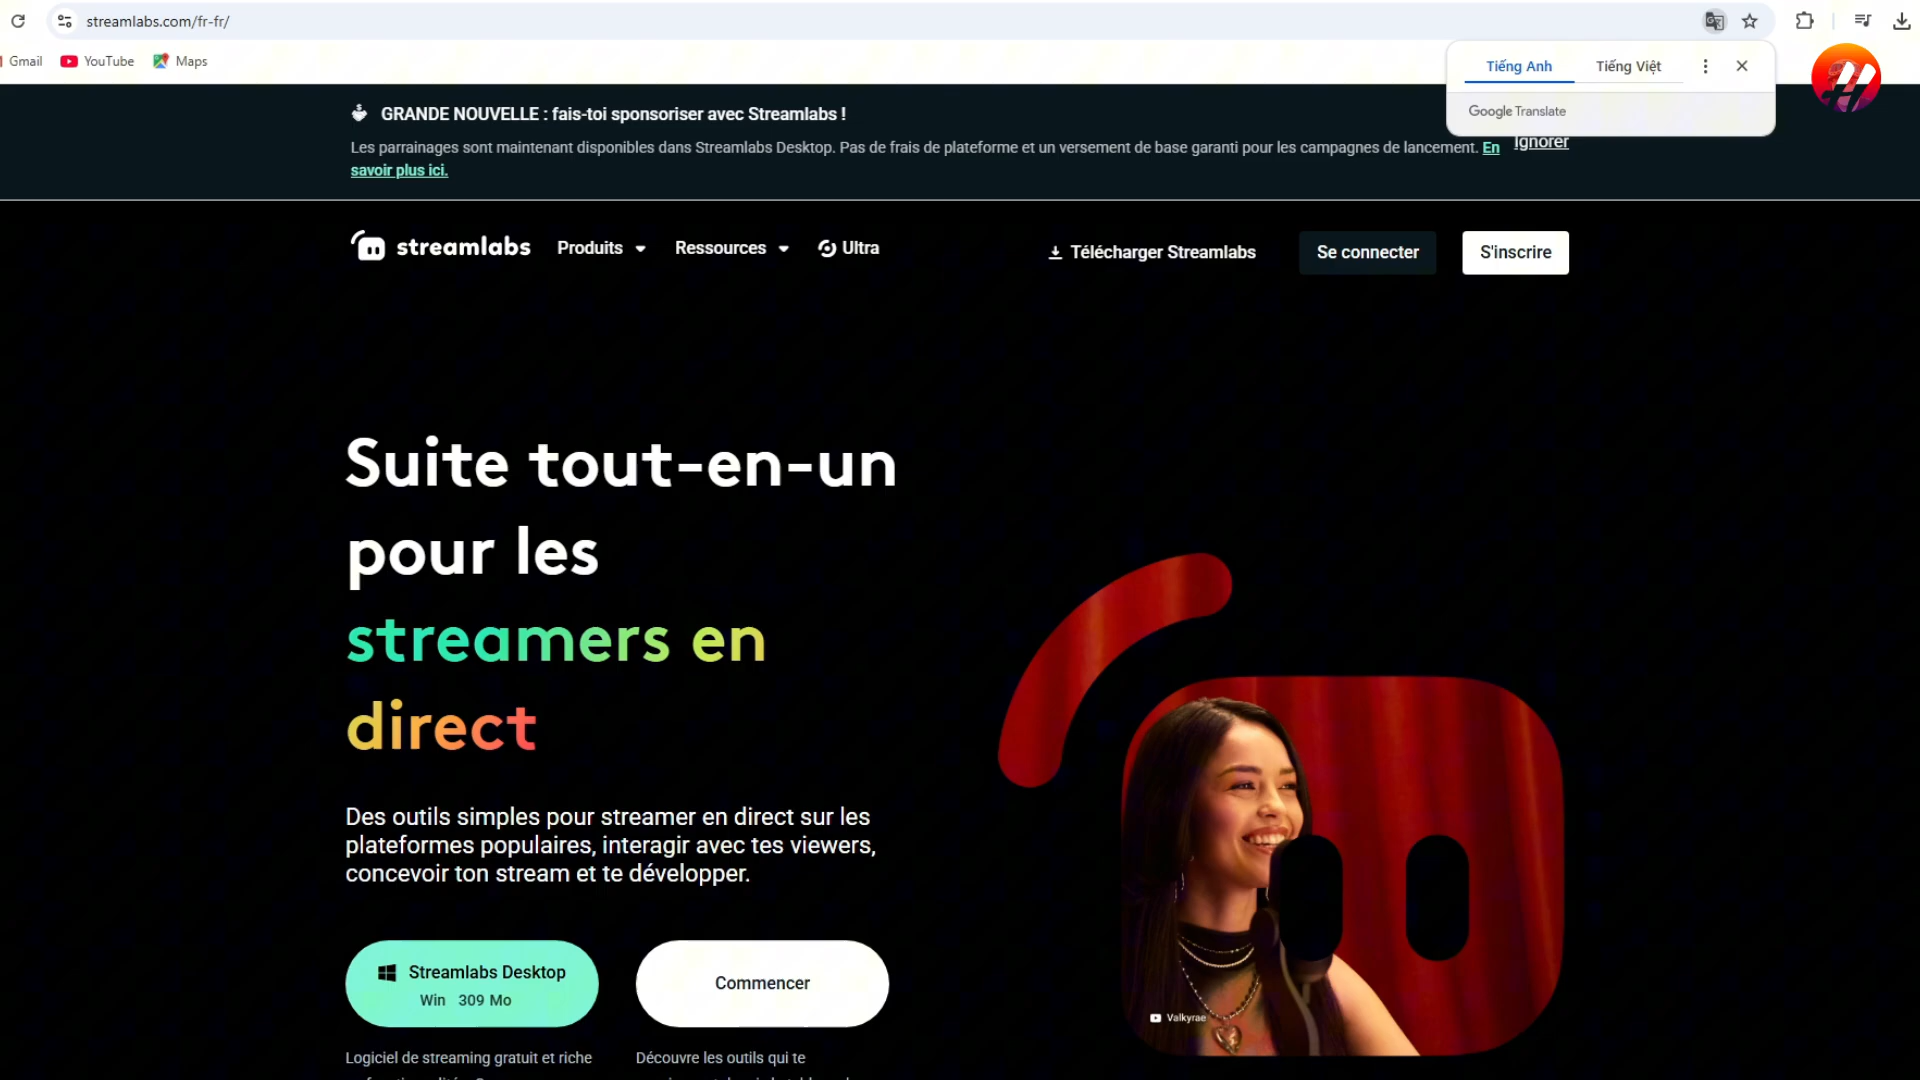 streamlabs.com/fr-fr/
Gmail YouTube Maps
Tiếng Anh Tiếng Việt
Google Translate
GRANDE NOUVELLE : fais-toi sponsoriser avec Streamlabs !
Les parrainages sont maintenant disponibles dans Streamlabs Desktop. Pas de frais de plateforme et un versement de base garanti pour les campagnes de lancement. En
savoir plus ici.
Ignorer
streamlabs Produits Ressources Ultra Télécharger Streamlabs Se connecter S'inscrire
Suite tout-en-un
pour les
streamers en
direct
Des outils simples pour streamer en direct sur les
plateformes populaires, interagir avec tes viewers,
concevoir ton stream et te développer.
Streamlabs Desktop
Win 309 Mo
Commencer
Valkyrae
Logiciel de streaming gratuit et riche
Découvre les outils qui te